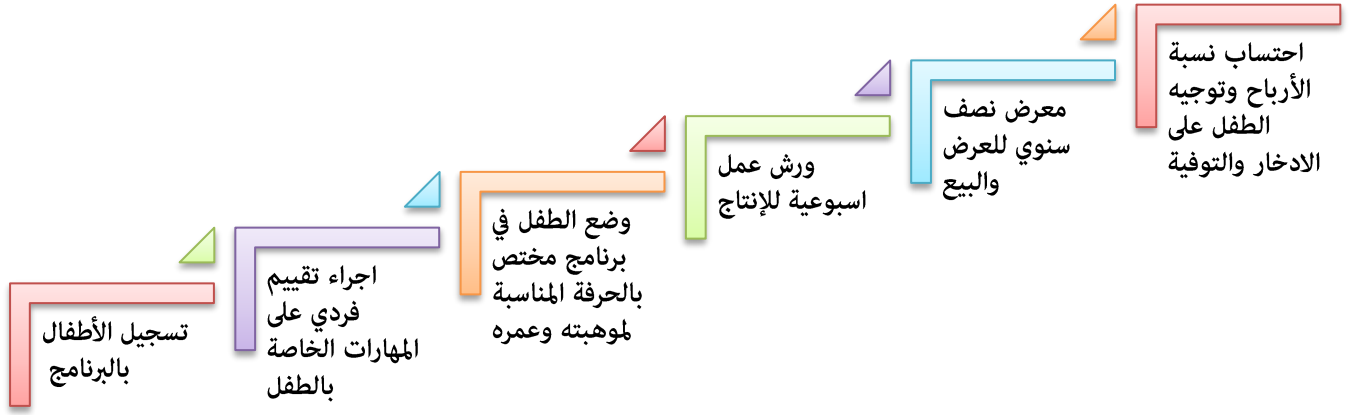 تسجيل الأطفال
بالبرنامج
اجراء تقييم
فردي على
المهارات الخاصة
بالطفل
وضع الطفل في
برنامج مختص
بالحرفة المناسبة
لموهبته وعمره
ورش عمل
اسبوعية للإنتاج
معرض نصف
سنوي للعرض
والبيع
احتساب نسبة
الأرباح وتوجيه
الطفل على
الادخار والتوفية